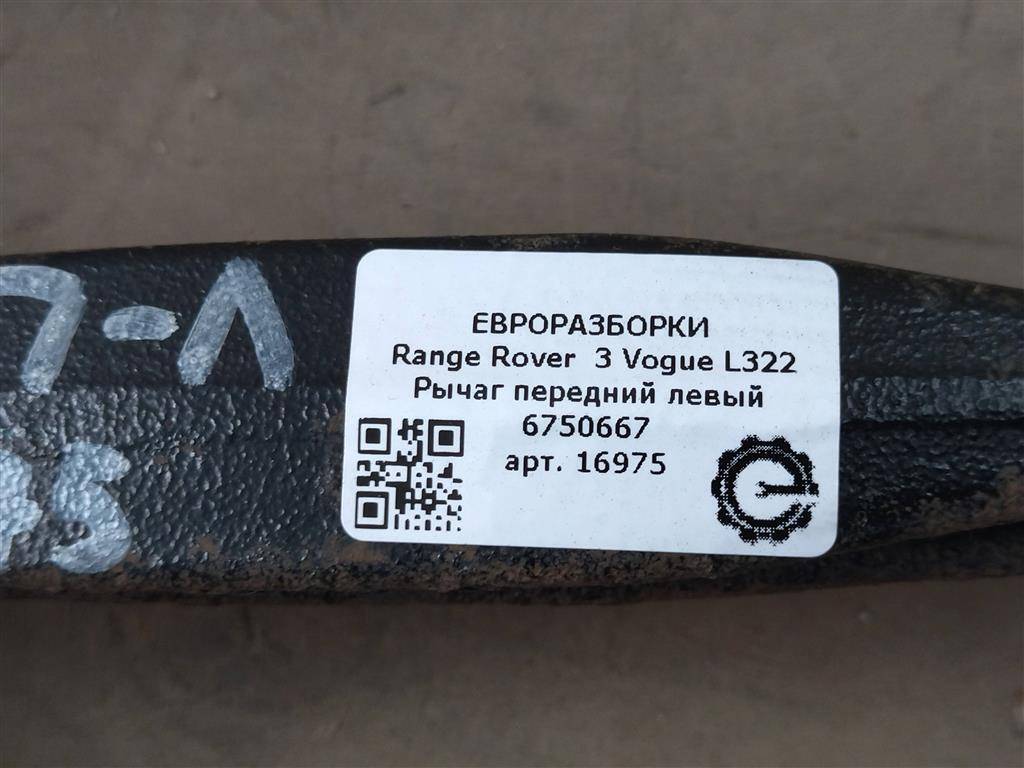 ЕВРОРАЗБОРКИ
Range Rover 3 Vogue L322
Рычаг передний левый
6750667
арт. 16975